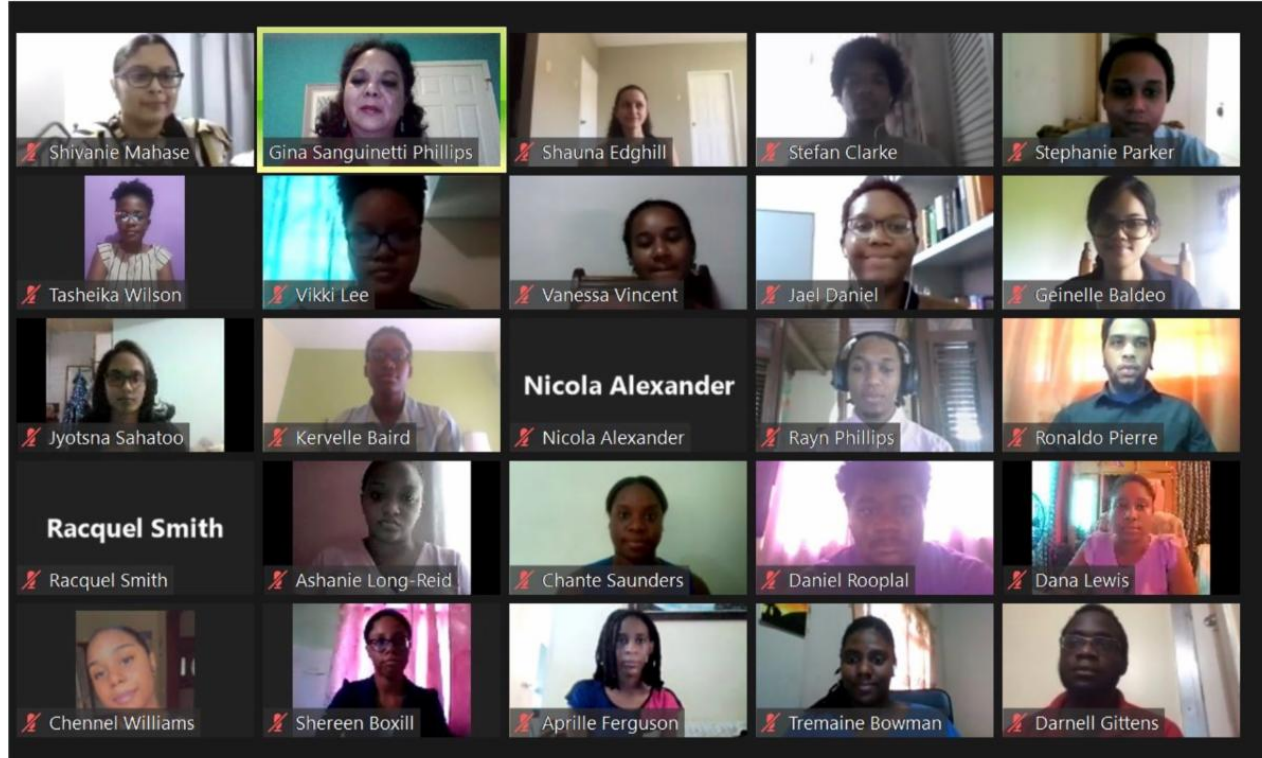 Shivanie Mahase
Gina Sanguinetti Phillips
Shauna Edghill
Stefan Clarke
Stephanie Parker
Tasheika Wilson
Vikki Lee
Vanessa Vincent
Jael Daniel
Geinelle Baldeo
Jyotsna Sahatoo
Kervelle Baird
Nicola Alexander
Nicola Alexander
Rayn Phillips
Ronaldo Pierre
Racquel Smith
Racquel Smith
Ashanie Long-Reid
Chante Saunders
Daniel Rooplal
Dana Lewis
Chennel Williams
Shereen Boxill
Aprille Ferguson
Tremaine Bowman
Darnell Gittens